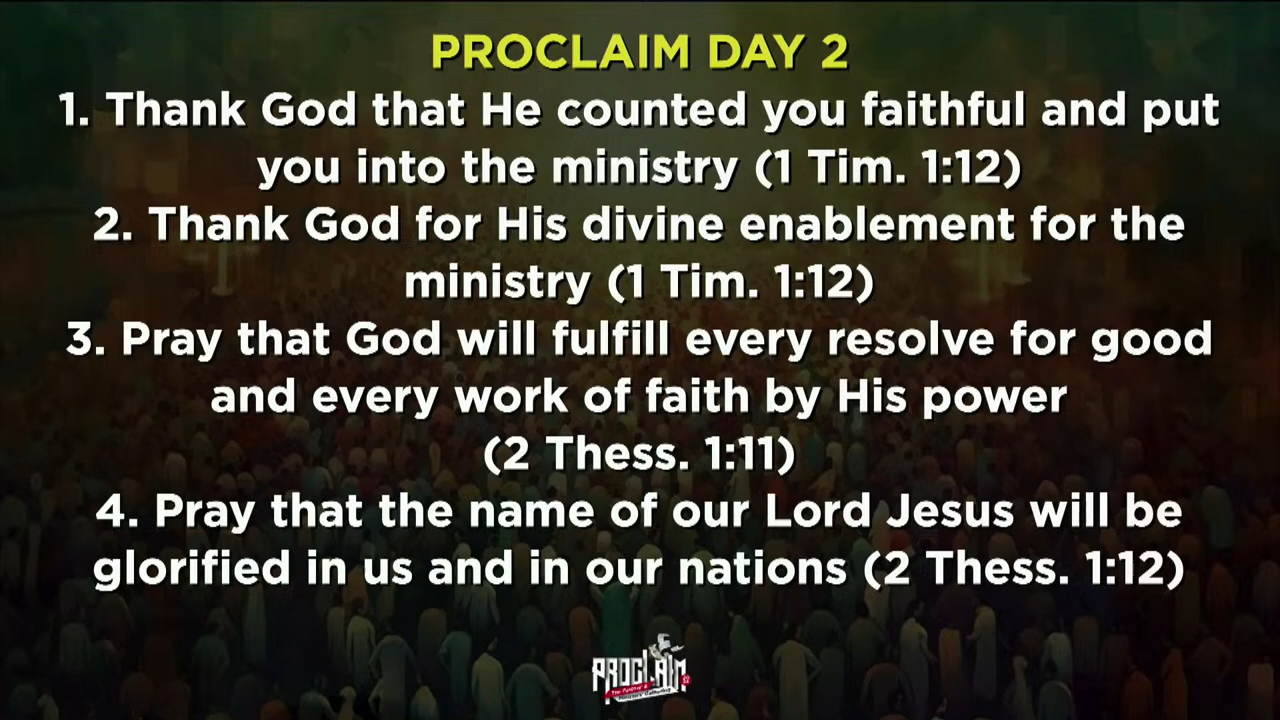 PROCLAIM DAY 2
1. Thank God that He counted you faithful and put
you into the ministry (1 Tim. 1:12)
2. Thank God for His divine enablement for the
ministry (1 Tim. 1:12)
3. Pray that God will fulfill every resolve for good
and every work of faith by His power
(2 Thess. 1:11)
4. Pray that the name of our Lord Jesus will be
glorified in us and in our nations (2 Thess. 1:12)
PROCLAIM